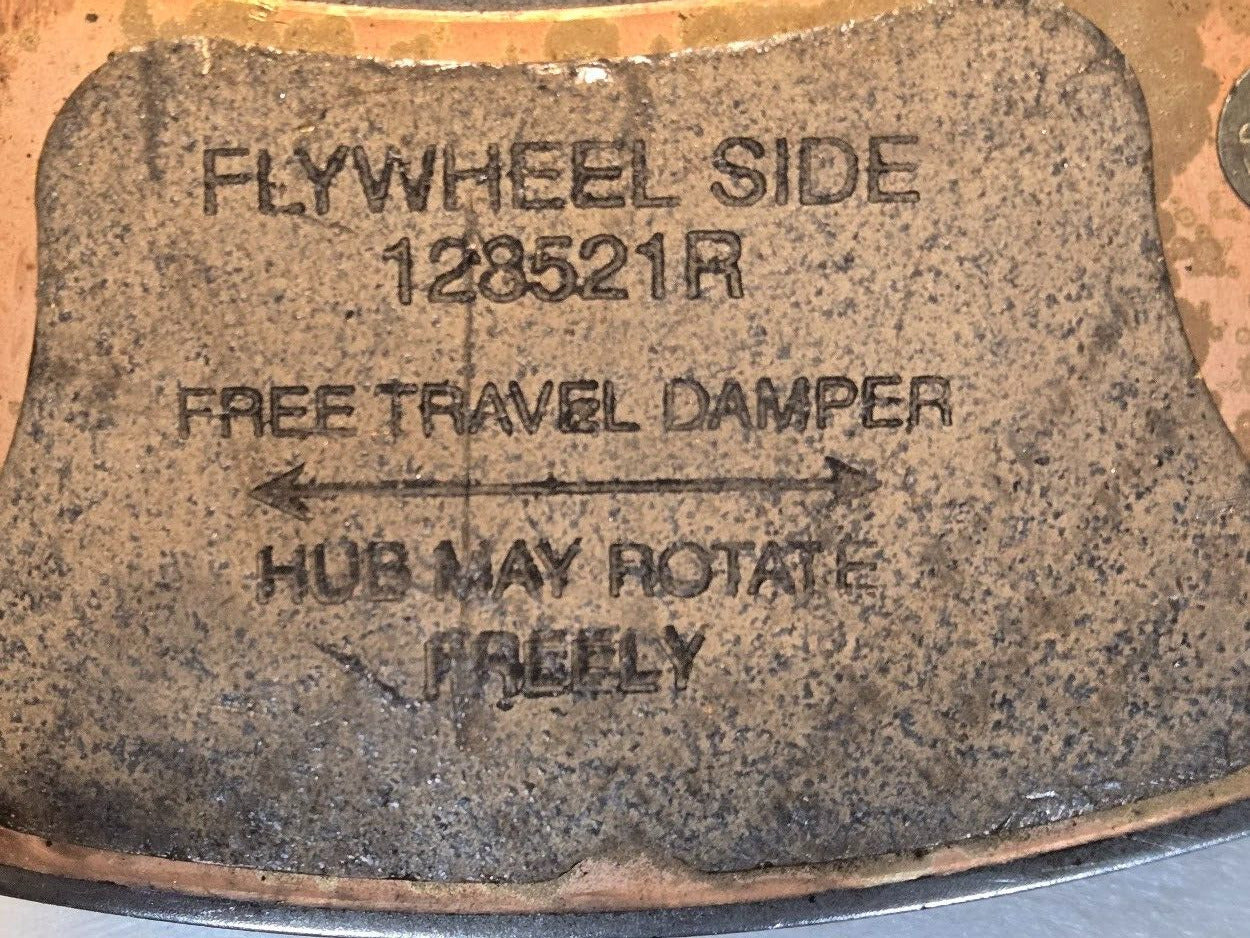 FLYWHEEL SIDE
128521R
FREE TRAVEL DAMPER
HUB MAY ROTATE
FREELY